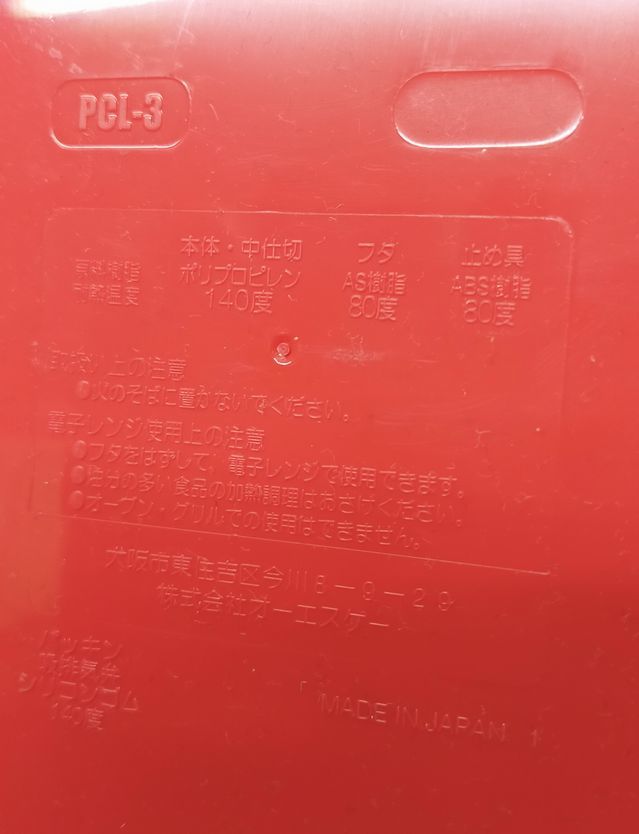 PCL-3
本体・中仕切 フタ 止め具
原料樹脂 ポリプロピレン AS樹脂 ABS樹脂
耐熱温度 140度 80度 80度
取扱い上の注意
●火のそばに置かないでください。
電子レンジ使用上の注意
●フタをはずして、電子レンジで使用できます。
の多い食品の加熱調理はおさけください。
●オーブン・グリルでの使用はできません。
大阪市東住吉区今川8-9-29
株式会社オーエスケー
パッキン
吸排気弁
シリコンゴム
140度
MADE IN JAPAN 1